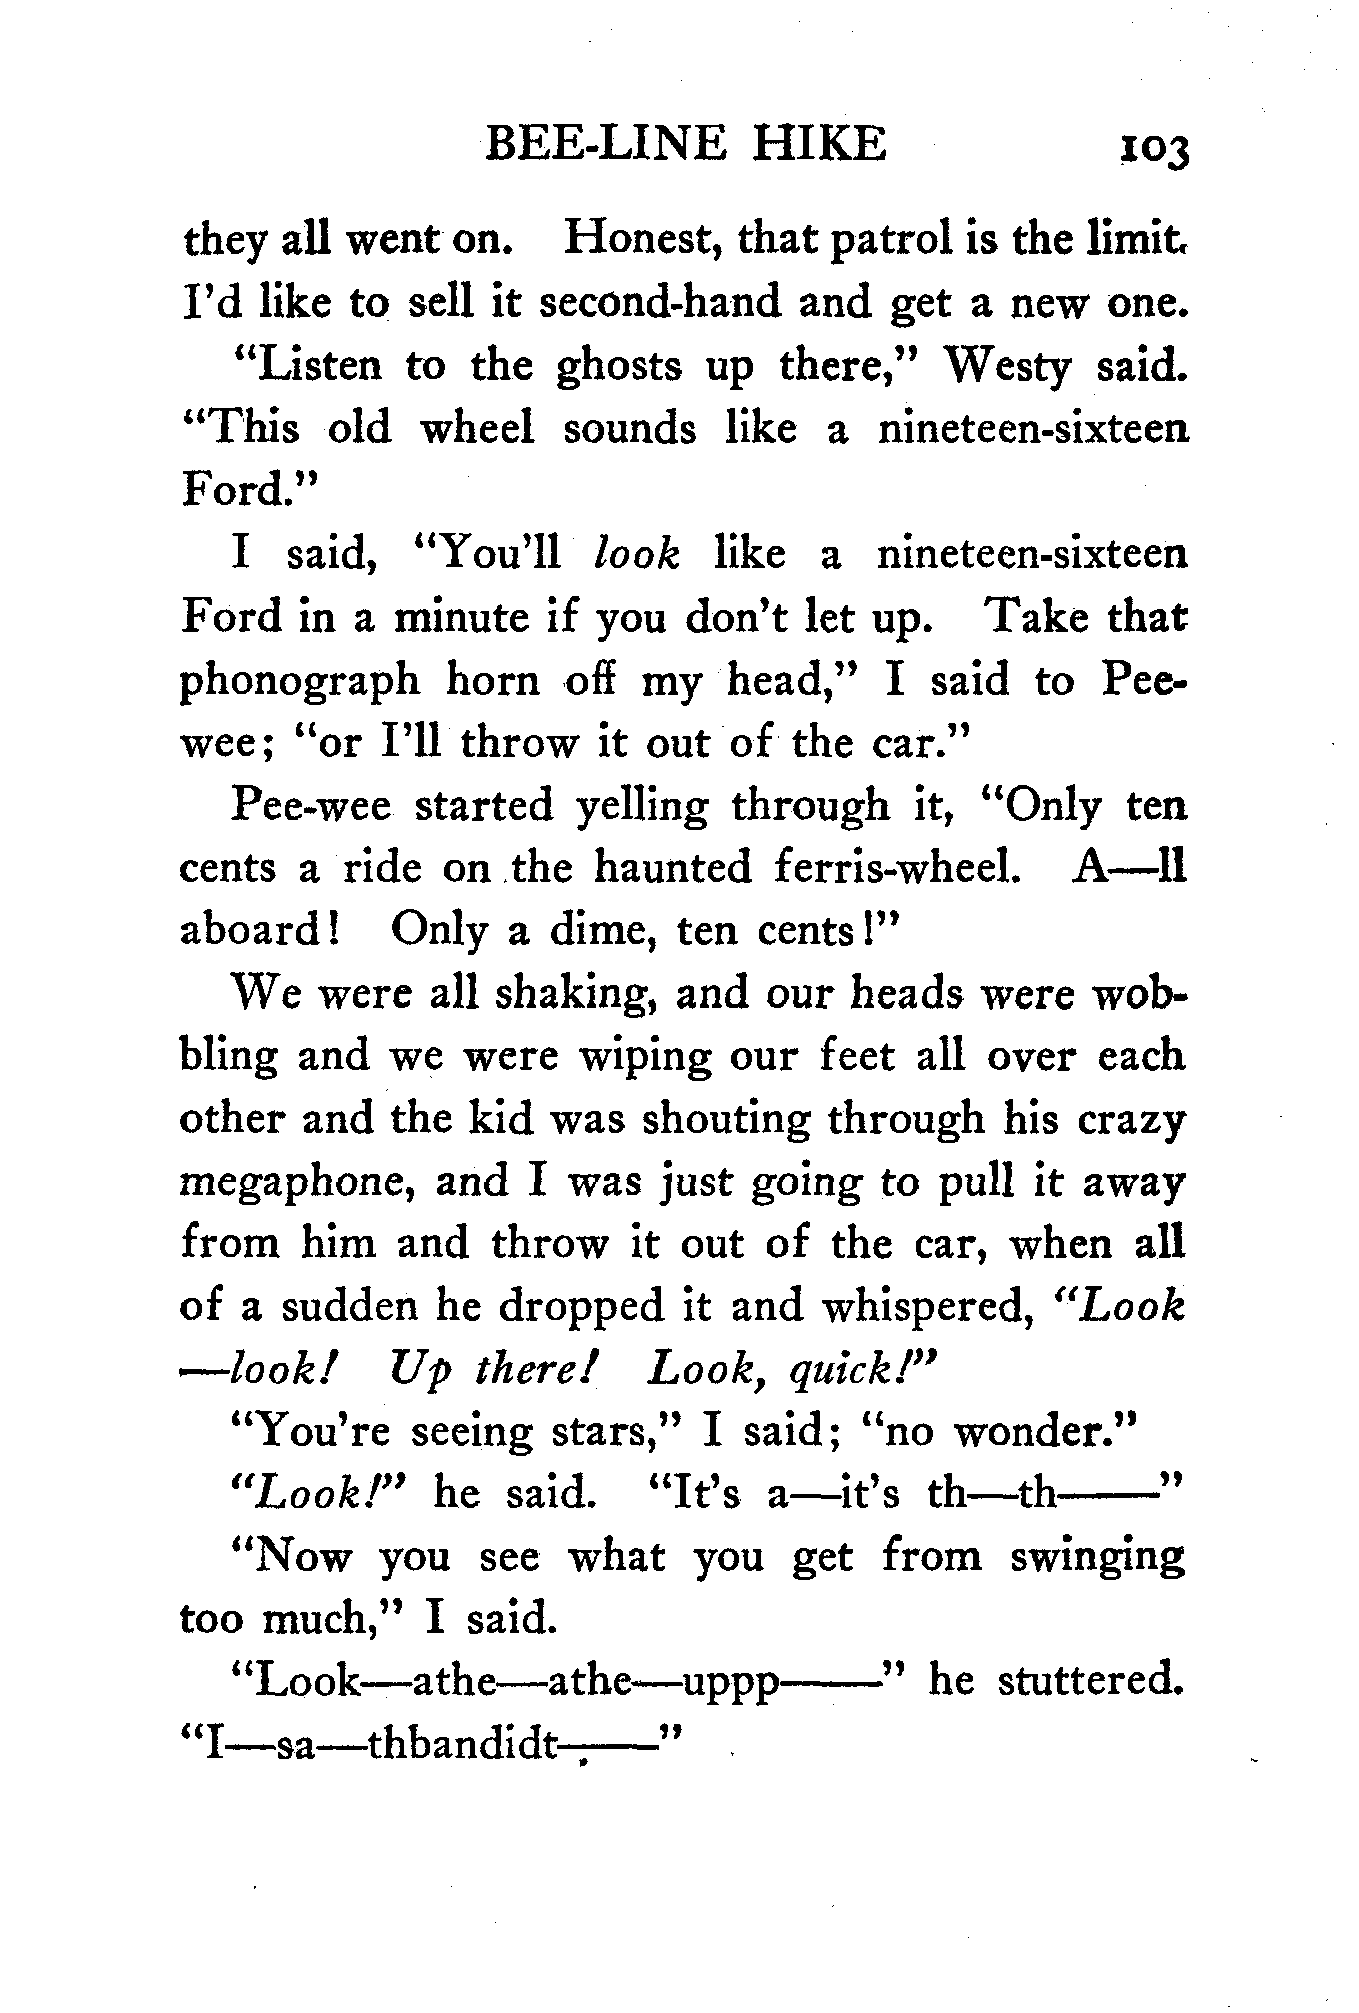 BEE-LINE HIKE 103
they all went on. Honest, that patrol is the limit.
I'd like to sell it second-hand and get a new one.
"Listen to the ghosts up there," Westy said.
"This old wheel sounds like a nineteen-sixteen
Ford."
I said, "You'll look like a nineteen-sixteen
Ford in a minute if you don't let up. Take that
phonograph horn off my head," I said to Pee-
wee; "or I'll throw it out of the car."
Pee-wee started yelling through it, "Only ten
cents a ride on the haunted ferris-wheel. A—ll
aboard! Only a dime, ten cents!"
We were all shaking, and our heads were wob-
bling and we were wiping our feet all over each
other and the kid was shouting through his crazy
megaphone, and I was just going to pull it away
from him and throw it out of the car, when all
of a sudden he dropped it and whispered, "Look
—look! Up there! Look, quick!"
"You're seeing stars," I said; "no wonder."
"Look!" he said. "It's a—it's th—th——"
"Now you see what you get from swinging
too much," I said.
"Look—athe—athe—uppp——" he stuttered.
"I—sa—thbandidt——"